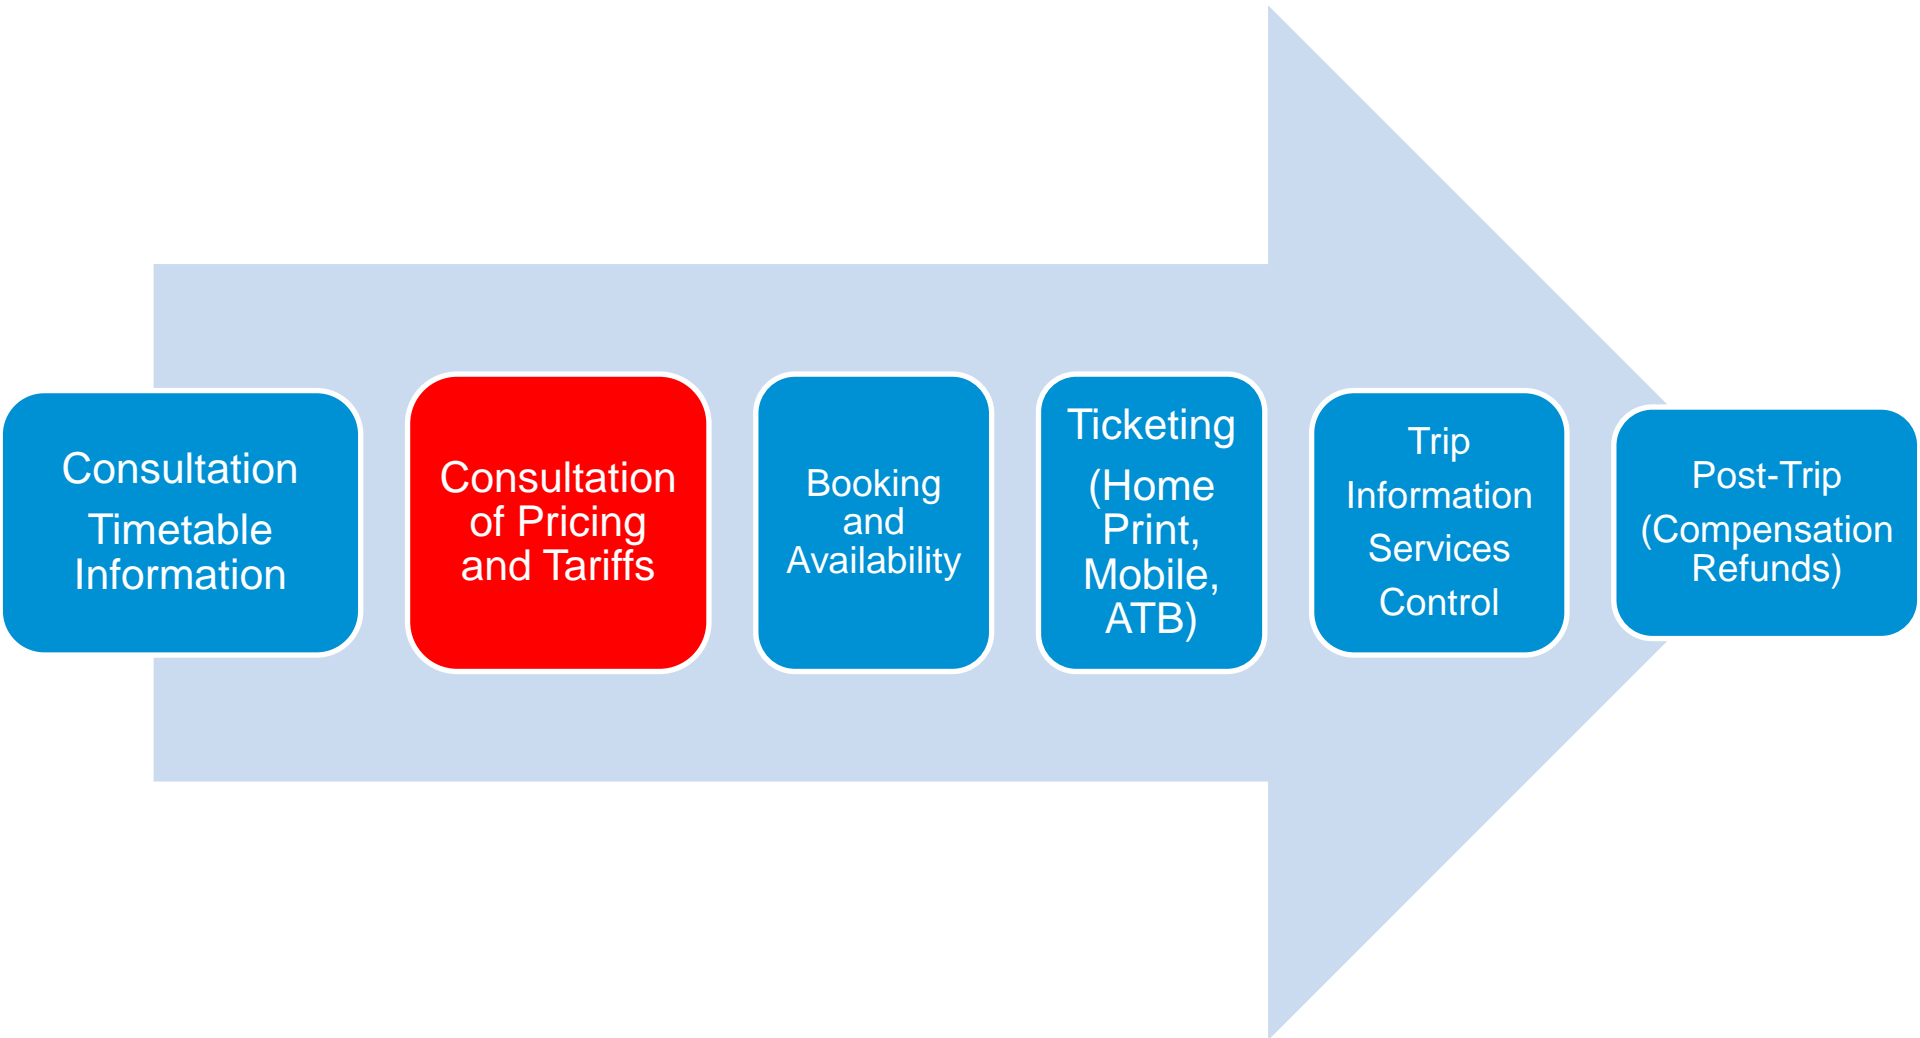 Consultation
Timetable
Information
Consultation
of Pricing
and Tariffs
Booking
and
Availability
Ticketing
(Home
Print,
Mobile,
ATB)
Trip
Information
Services
Control
Post-Trip
(Compensation
Refunds)